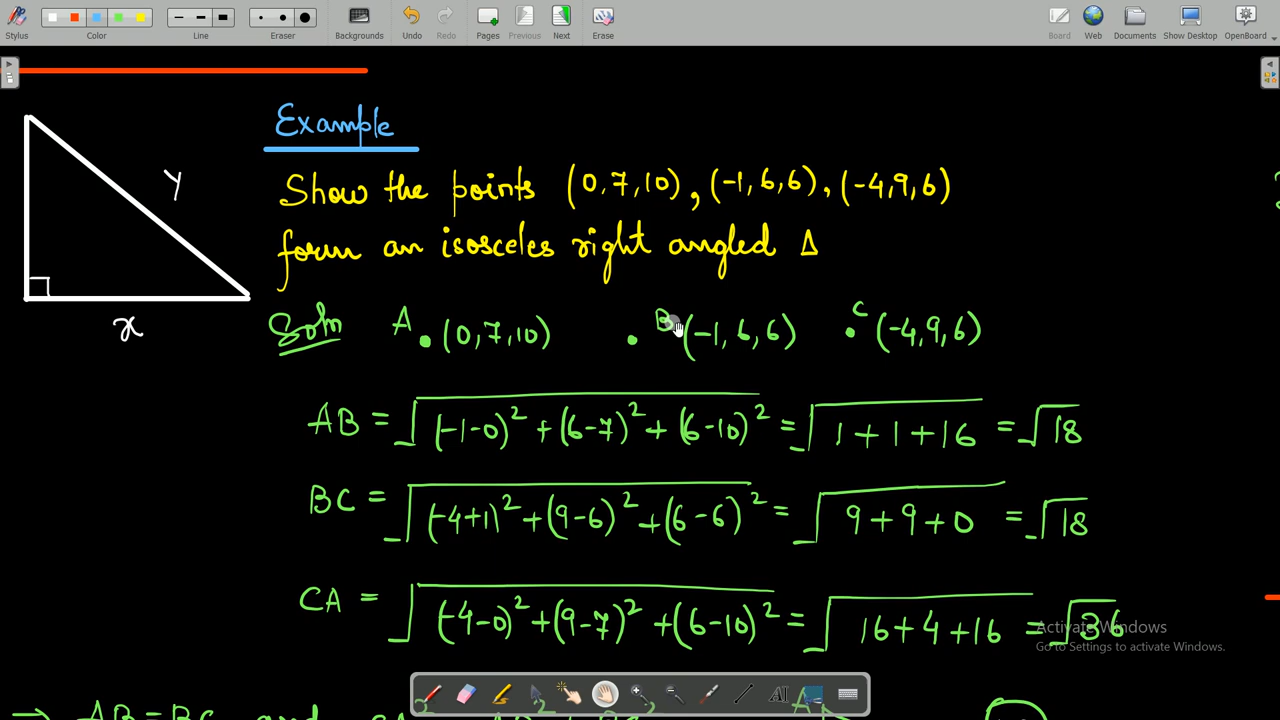 Stylus Color Line Eraser Backgrounds Undo Redo Pages Previous Next Erase Board Web Documents Show Desktop OpenBoard
Example
Show the points (0,7,10), (-1,6,6), (-4,9,6)
form an isosceles right angled Δ
y
x
Soln A •(0,7,10) • B (-1,6,6) • C (-4,9,6)
AB = √((-1-0)² + (6-7)² + (6-10)²) = √(1+1+16) = √18
BC = √((-4+1)² + (9-6)² + (6-6)²) = √(9+9+0) = √18
CA = √((-4-0)² + (9-7)² + (6-10)²) = √(16+4+16) = √36
Activate Windows
Go to Settings to activate Windows.
⇒ AB = BC and